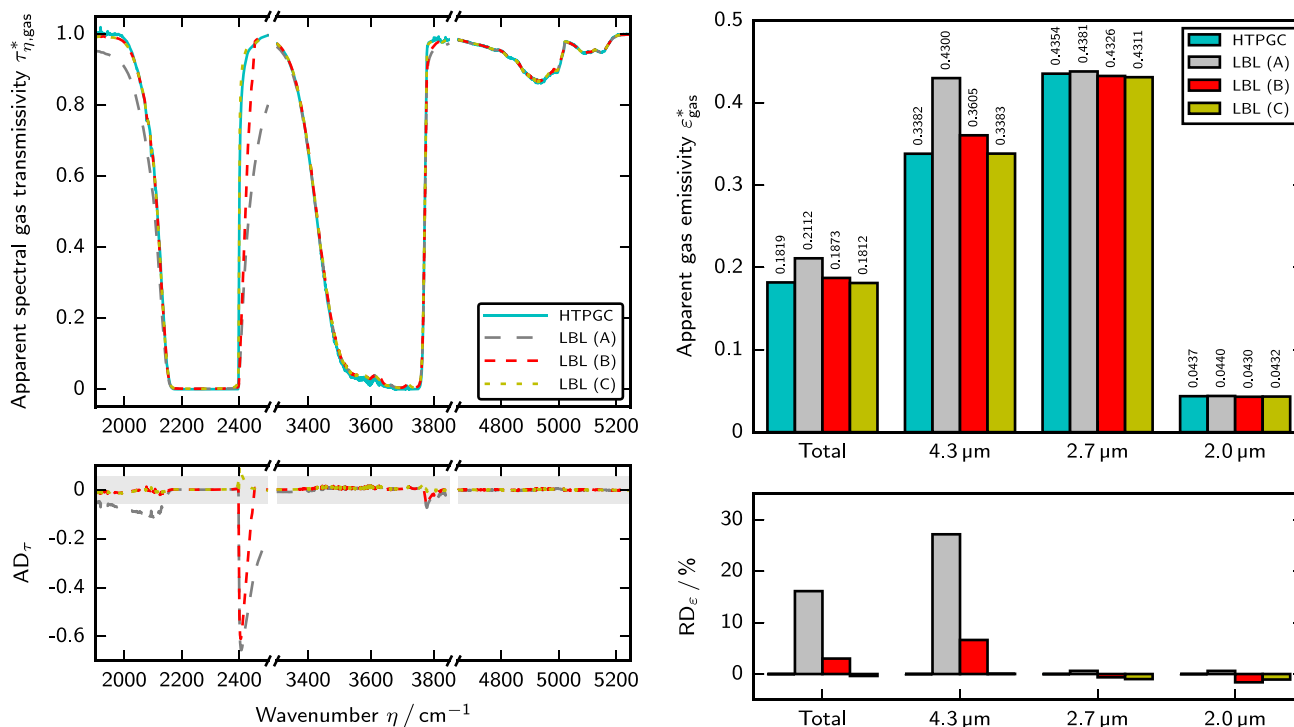 Apparent spectral gas transmissivity τ*η,gas
1.0
0.8
0.6
0.4
0.2
0
HTPGC
LBL (A)
LBL (B)
LBL (C)
2000 2200 2400 3400 3600 3800 4800 5000 5200
ADτ
0
-0.2
-0.4
-0.6
2000 2200 2400 3400 3600 3800 4800 5000 5200
Wavenumber η / cm⁻¹
Apparent gas emissivity ε*gas
0.5
0.4
0.3
0.2
0.1
0
0.1819
0.2112
0.1873
0.1812
0.3382
0.4300
0.3605
0.3383
0.4354
0.4381
0.4326
0.4311
0.0437
0.0440
0.0430
0.0432
HTPGC
LBL (A)
LBL (B)
LBL (C)
Total 4.3 µm 2.7 µm 2.0 µm
RDε / %
30
20
10
0
Total 4.3 µm 2.7 µm 2.0 µm